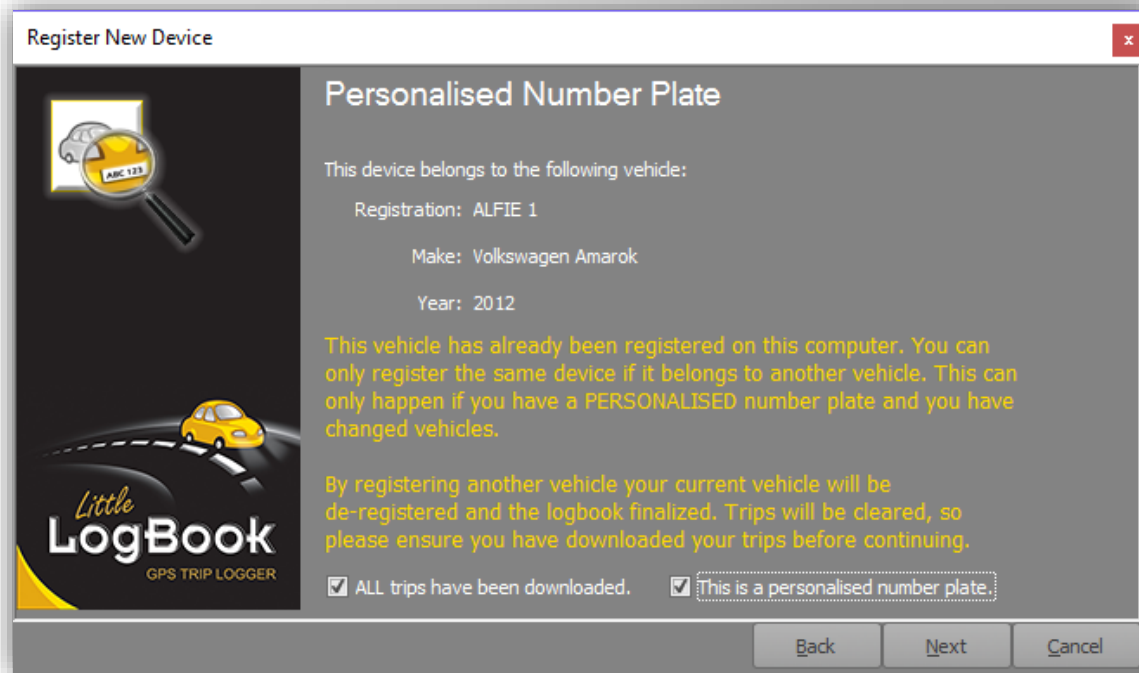 Register New Device
x
Personalised Number Plate
ABC 123
This device belongs to the following vehicle:
Registration: ALFIE 1
Make: Volkswagen Amarok
Year: 2012
This vehicle has already been registered on this computer. You can
only register the same device if it belongs to another vehicle. This can
only happen if you have a PERSONALISED number plate and you have
changed vehicles.
By registering another vehicle your current vehicle will be
de-registered and the logbook finalized. Trips will be cleared, so
please ensure you have downloaded your trips before continuing.
Little
LogBook
GPS TRIP LOGGER
ALL trips have been downloaded. This is a personalised number plate.
Back Next Cancel